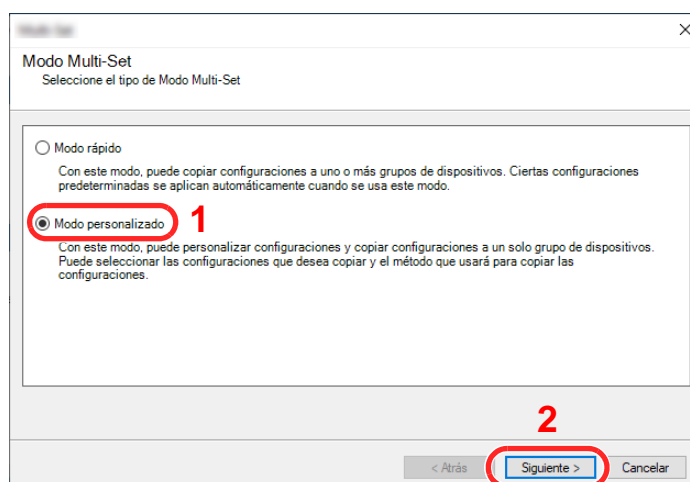 Modo Multi-Set
Seleccione el tipo de Modo Multi-Set
Modo rápido
Con este modo, puede copiar configuraciones a uno o más grupos de dispositivos. Ciertas configuraciones
predeterminadas se aplican automáticamente cuando se usa este modo.
Modo personalizado
1
Con este modo, puede personalizar configuraciones y copiar configuraciones a un solo grupo de dispositivos.
Puede seleccionar las configuraciones que desea copiar y el método que usará para copiar las
configuraciones.
2
< Atrás
Siguiente >
Cancelar